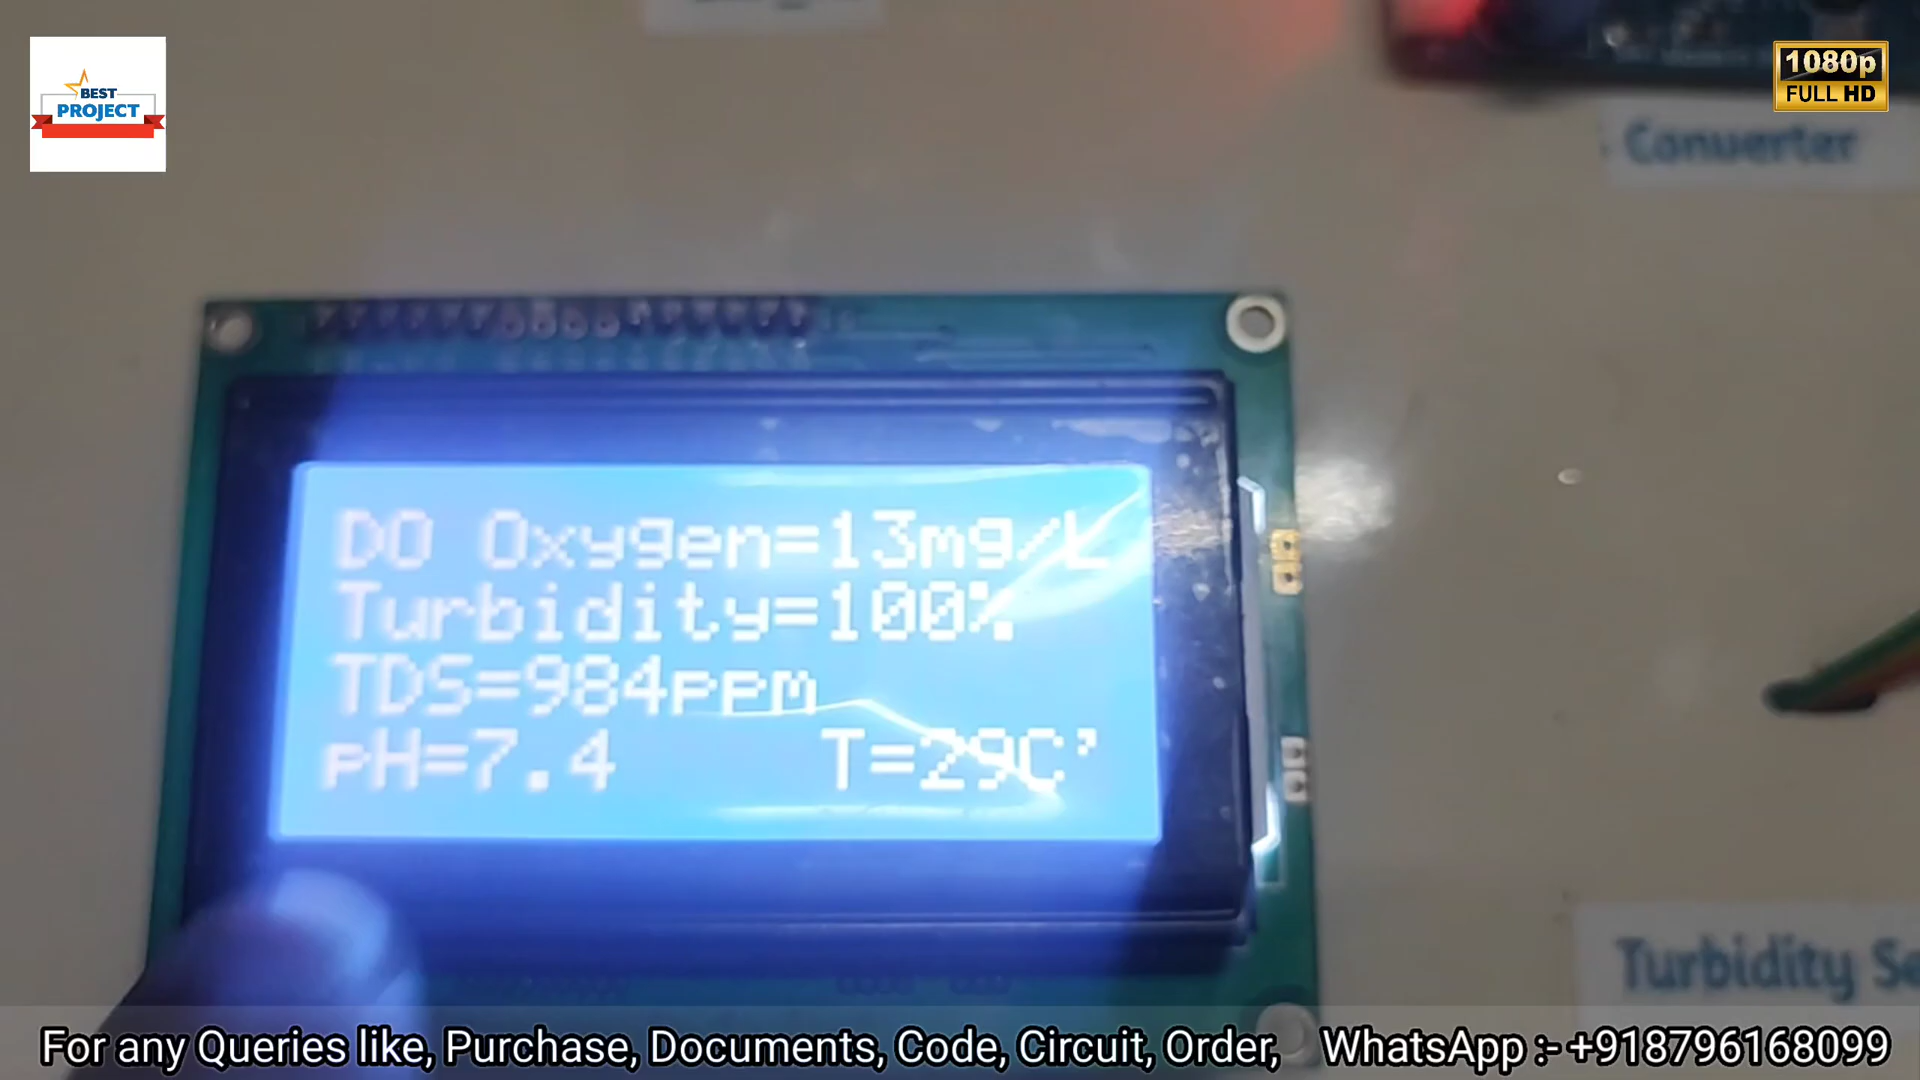 BEST
PROJECT
1080p
FULL HD
Converter
DO Oxygen=13mg/L
Turbidity=100%
TDS=984ppm
pH=7.4 T=29C'
Turbidity Se
For any Queries like, Purchase, Documents, Code, Circuit, Order, WhatsApp :- +918796168099